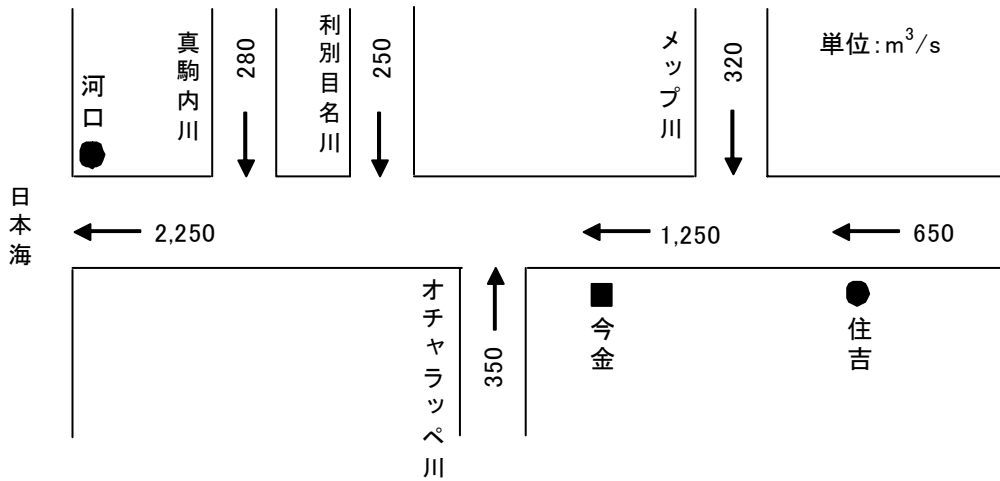 真駒内川
280
利別目名川
250
メップ川
320
単位：m³/s
河口
日本海
2,250
1,250
650
オチャラッペ川
350
今金
住吉